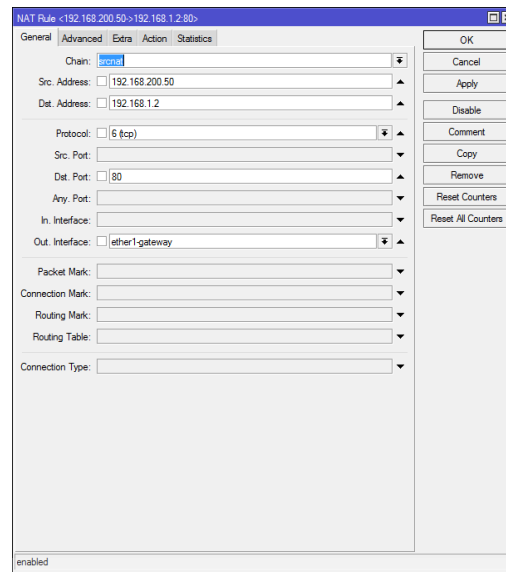 NAT Rule <192.168.200.50->192.168.1.2:80>
General Advanced Extra Action Statistics
Chain: srcnat
Src. Address: 192.168.200.50
Dst. Address: 192.168.1.2
Protocol: 6 (tcp)
Src. Port:
Dst. Port: 80
Any. Port:
In. Interface:
Out. Interface: ether1-gateway
Packet Mark:
Connection Mark:
Routing Mark:
Routing Table:
Connection Type:
OK
Cancel
Apply
Disable
Comment
Copy
Remove
Reset Counters
Reset All Counters
enabled